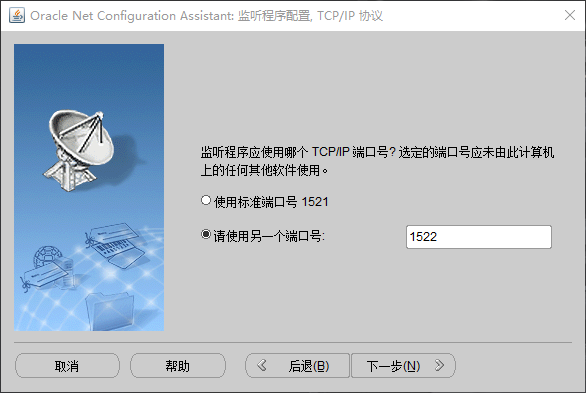 Oracle Net Configuration Assistant: 监听程序配置, TCP/IP 协议
监听程序应使用哪个 TCP/IP 端口号? 选定的端口号应未由此计算机
上的任何其他软件使用。
使用标准端口号 1521
请使用另一个端口号: 1522
取消 帮助 后退(B) 下一步(N)